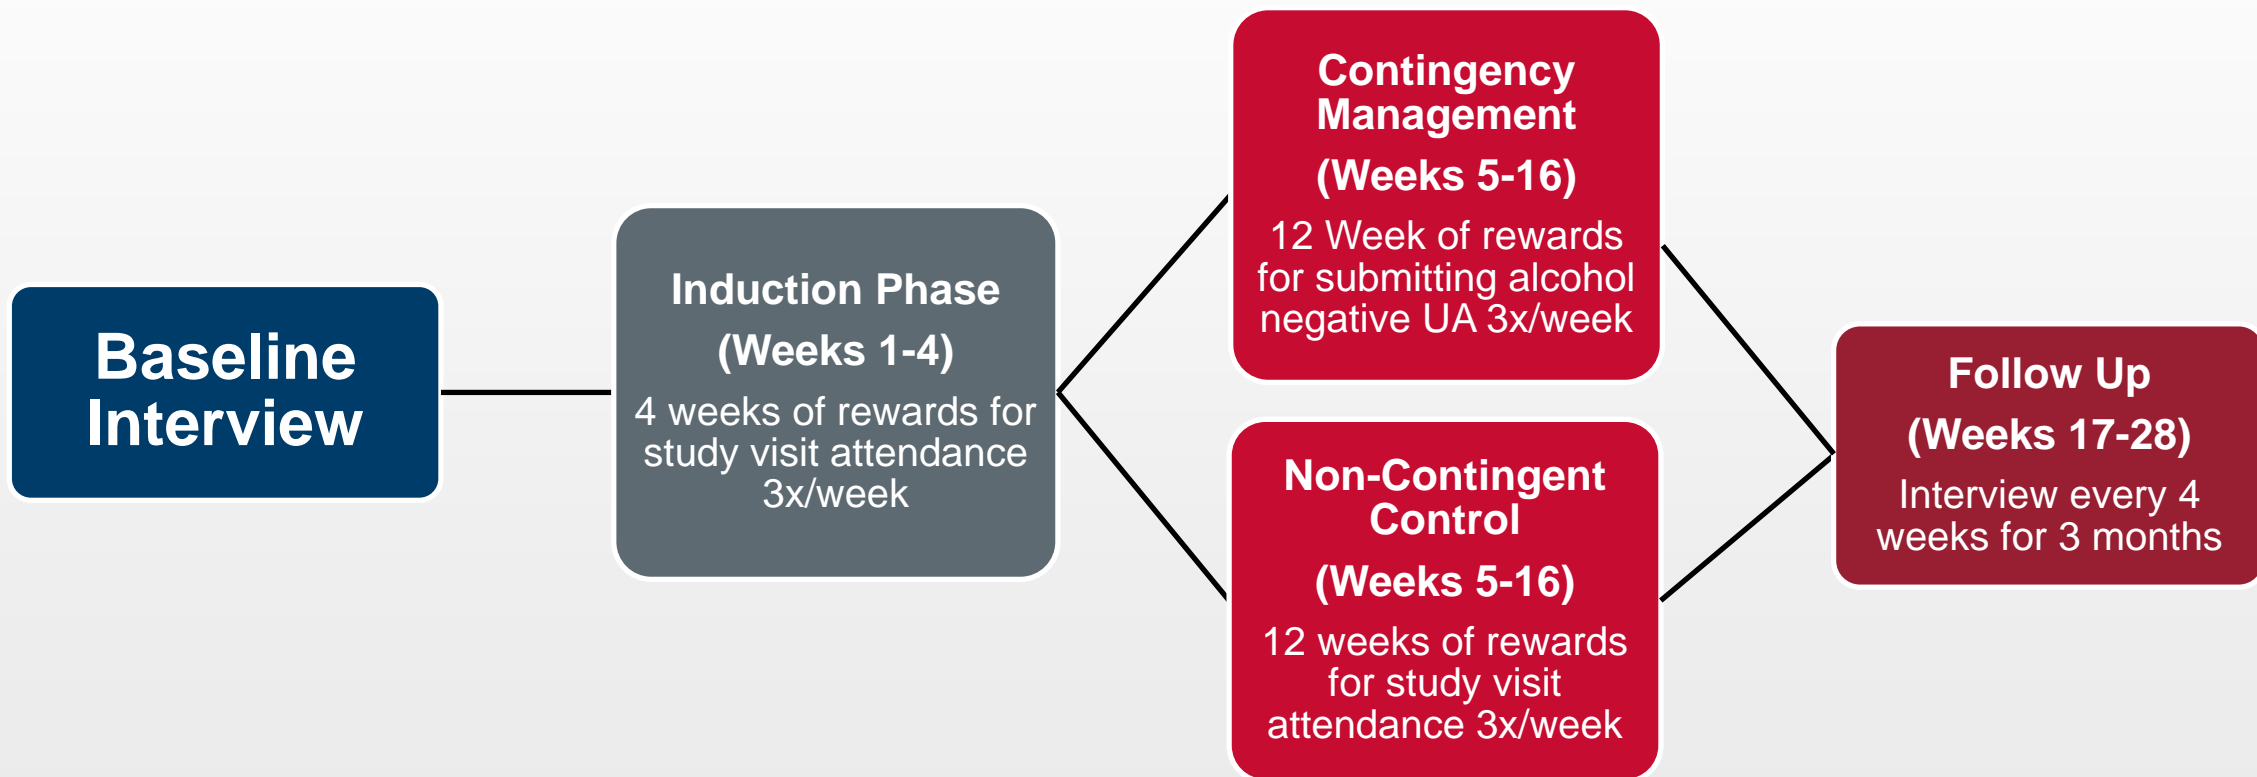 Baseline
Interview
Induction Phase
(Weeks 1-4)
4 weeks of rewards for
study visit attendance
3x/week
Contingency
Management
(Weeks 5-16)
12 Week of rewards
for submitting alcohol
negative UA 3x/week
Non-Contingent
Control
(Weeks 5-16)
12 weeks of rewards
for study visit
attendance 3x/week
Follow Up
(Weeks 17-28)
Interview every 4
weeks for 3 months